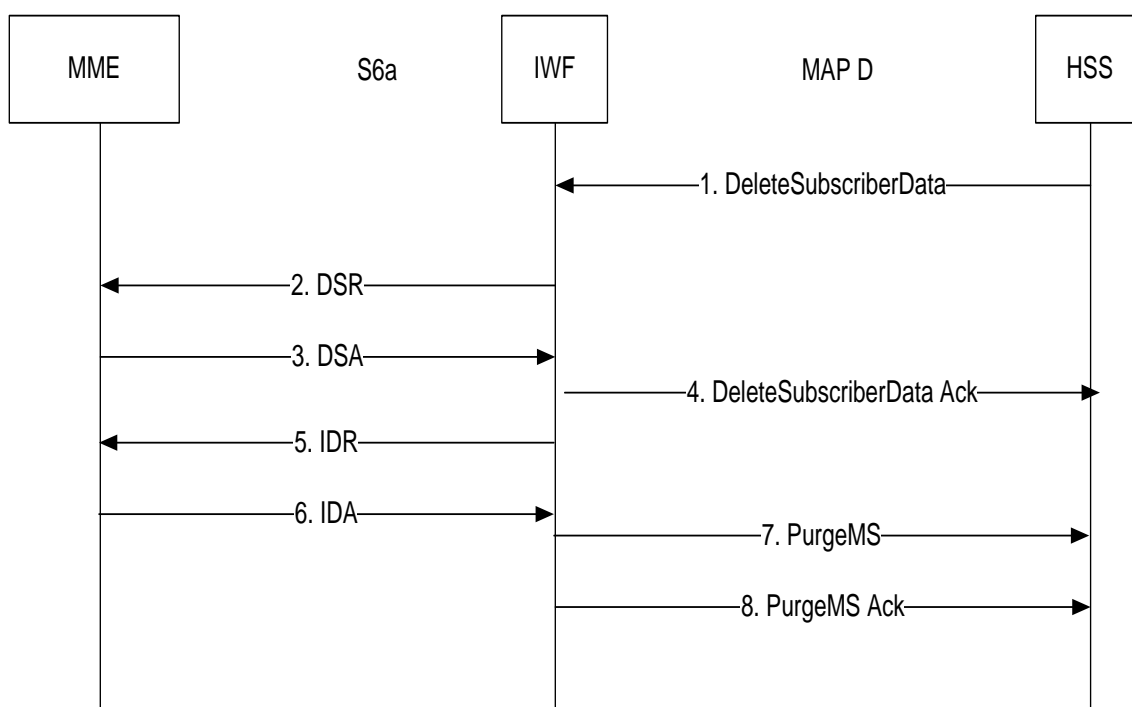 MME
S6a
IWF
MAP D
HSS
1. DeleteSubscriberData
2. DSR
3. DSA
4. DeleteSubscriberData Ack
5. IDR
6. IDA
7. PurgeMS
8. PurgeMS Ack